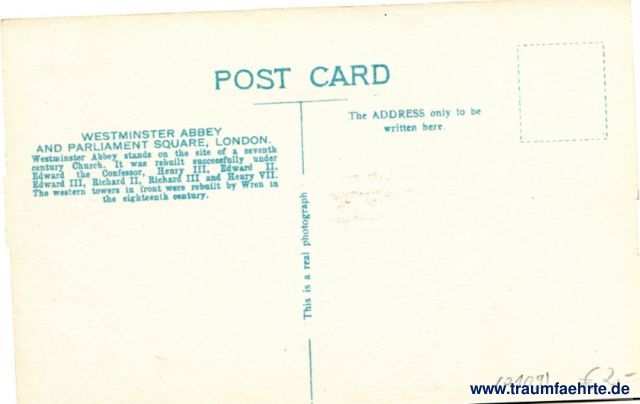 POST CARD
WESTMINSTER ABBEY
AND PARLIAMENT SQUARE, LONDON.
Westminster Abbey stands on the site of a seventh
century Church. It was rebuilt successfully under
Edward the Confessor, Henry III, Edward II,
Edward III, Richard II, Richard III and Henry VII.
The western towers in front were rebuilt by Wren in
the eighteenth century.
The ADDRESS only to be
written here.
This is a real photograph
€ 2,-
www.traumfaehrte.de